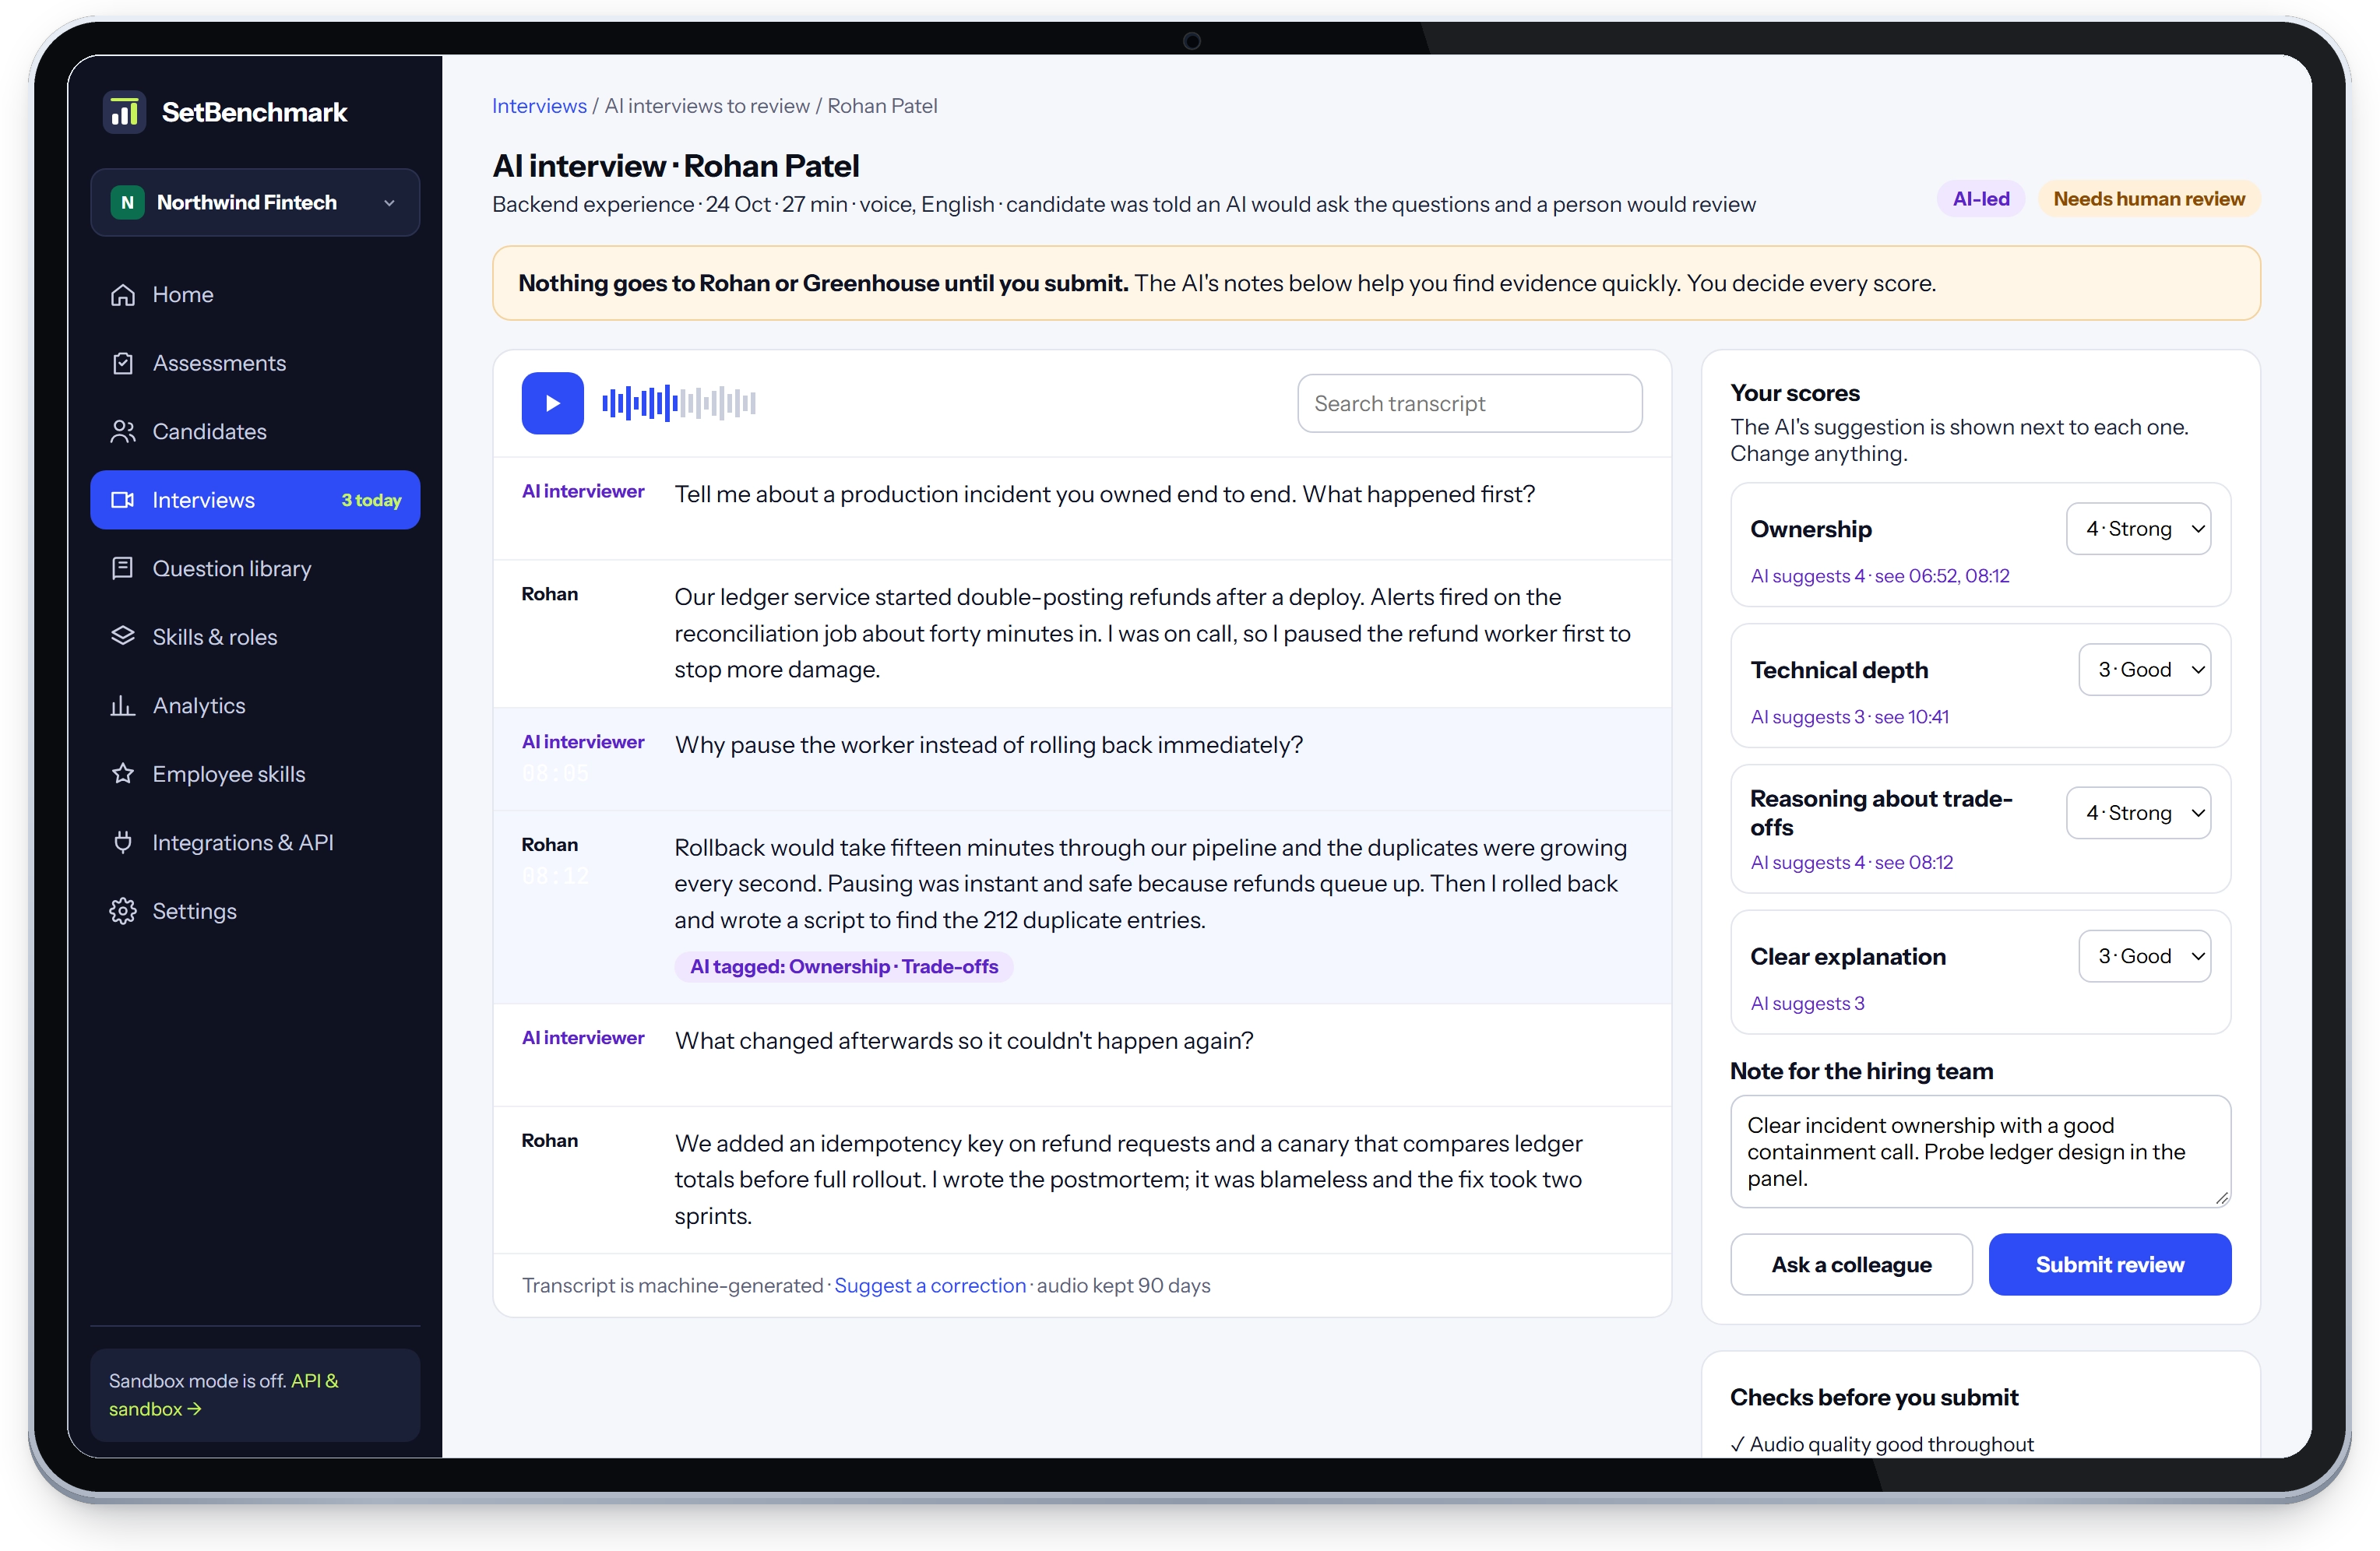 SetBenchmark
N Northwind Fintech
Home
Assessments
Candidates
Interviews 3 today
Question library
Skills & roles
Analytics
Employee skills
Integrations & API
Settings
Sandbox mode is off. API &
sandbox →
Interviews / AI interviews to review / Rohan Patel
AI interview · Rohan Patel
Backend experience · 24 Oct · 27 min · voice, English · candidate was told an AI would ask the questions and a person would review
AI-led
Needs human review
Nothing goes to Rohan or Greenhouse until you submit. The AI's notes below help you find evidence quickly. You decide every score.
Search transcript
AI interviewer
Tell me about a production incident you owned end to end. What happened first?
Rohan
Our ledger service started double-posting refunds after a deploy. Alerts fired on the
reconciliation job about forty minutes in. I was on call, so I paused the refund worker first to
stop more damage.
AI interviewer
08:05
Why pause the worker instead of rolling back immediately?
Rohan
08:12
Rollback would take fifteen minutes through our pipeline and the duplicates were growing
every second. Pausing was instant and safe because refunds queue up. Then I rolled back
and wrote a script to find the 212 duplicate entries.
AI tagged: Ownership · Trade-offs
AI interviewer
What changed afterwards so it couldn't happen again?
Rohan
We added an idempotency key on refund requests and a canary that compares ledger
totals before full rollout. I wrote the postmortem; it was blameless and the fix took two
sprints.
Transcript is machine-generated · Suggest a correction · audio kept 90 days
Your scores
The AI's suggestion is shown next to each one.
Change anything.
Ownership
4 · Strong
AI suggests 4 · see 06:52, 08:12
Technical depth
3 · Good
AI suggests 3 · see 10:41
Reasoning about trade-
offs
4 · Strong
AI suggests 4 · see 08:12
Clear explanation
3 · Good
AI suggests 3
Note for the hiring team
Clear incident ownership with a good
containment call. Probe ledger design in the
panel.
Ask a colleague
Submit review
Checks before you submit
✓ Audio quality good throughout